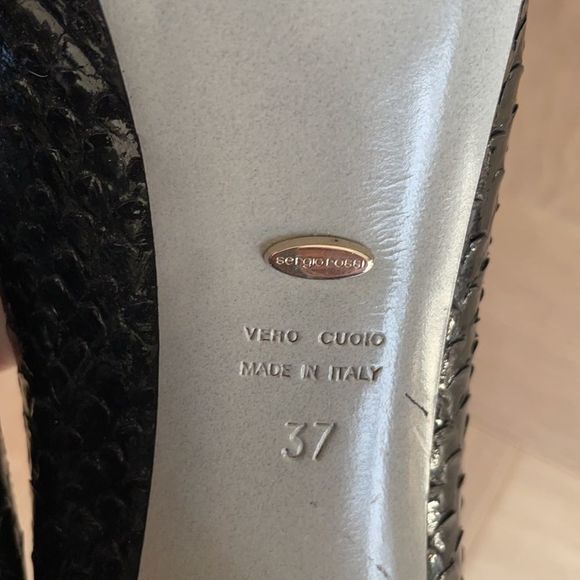 sergio rossi
VERO CUOIO
MADE IN ITALY
37